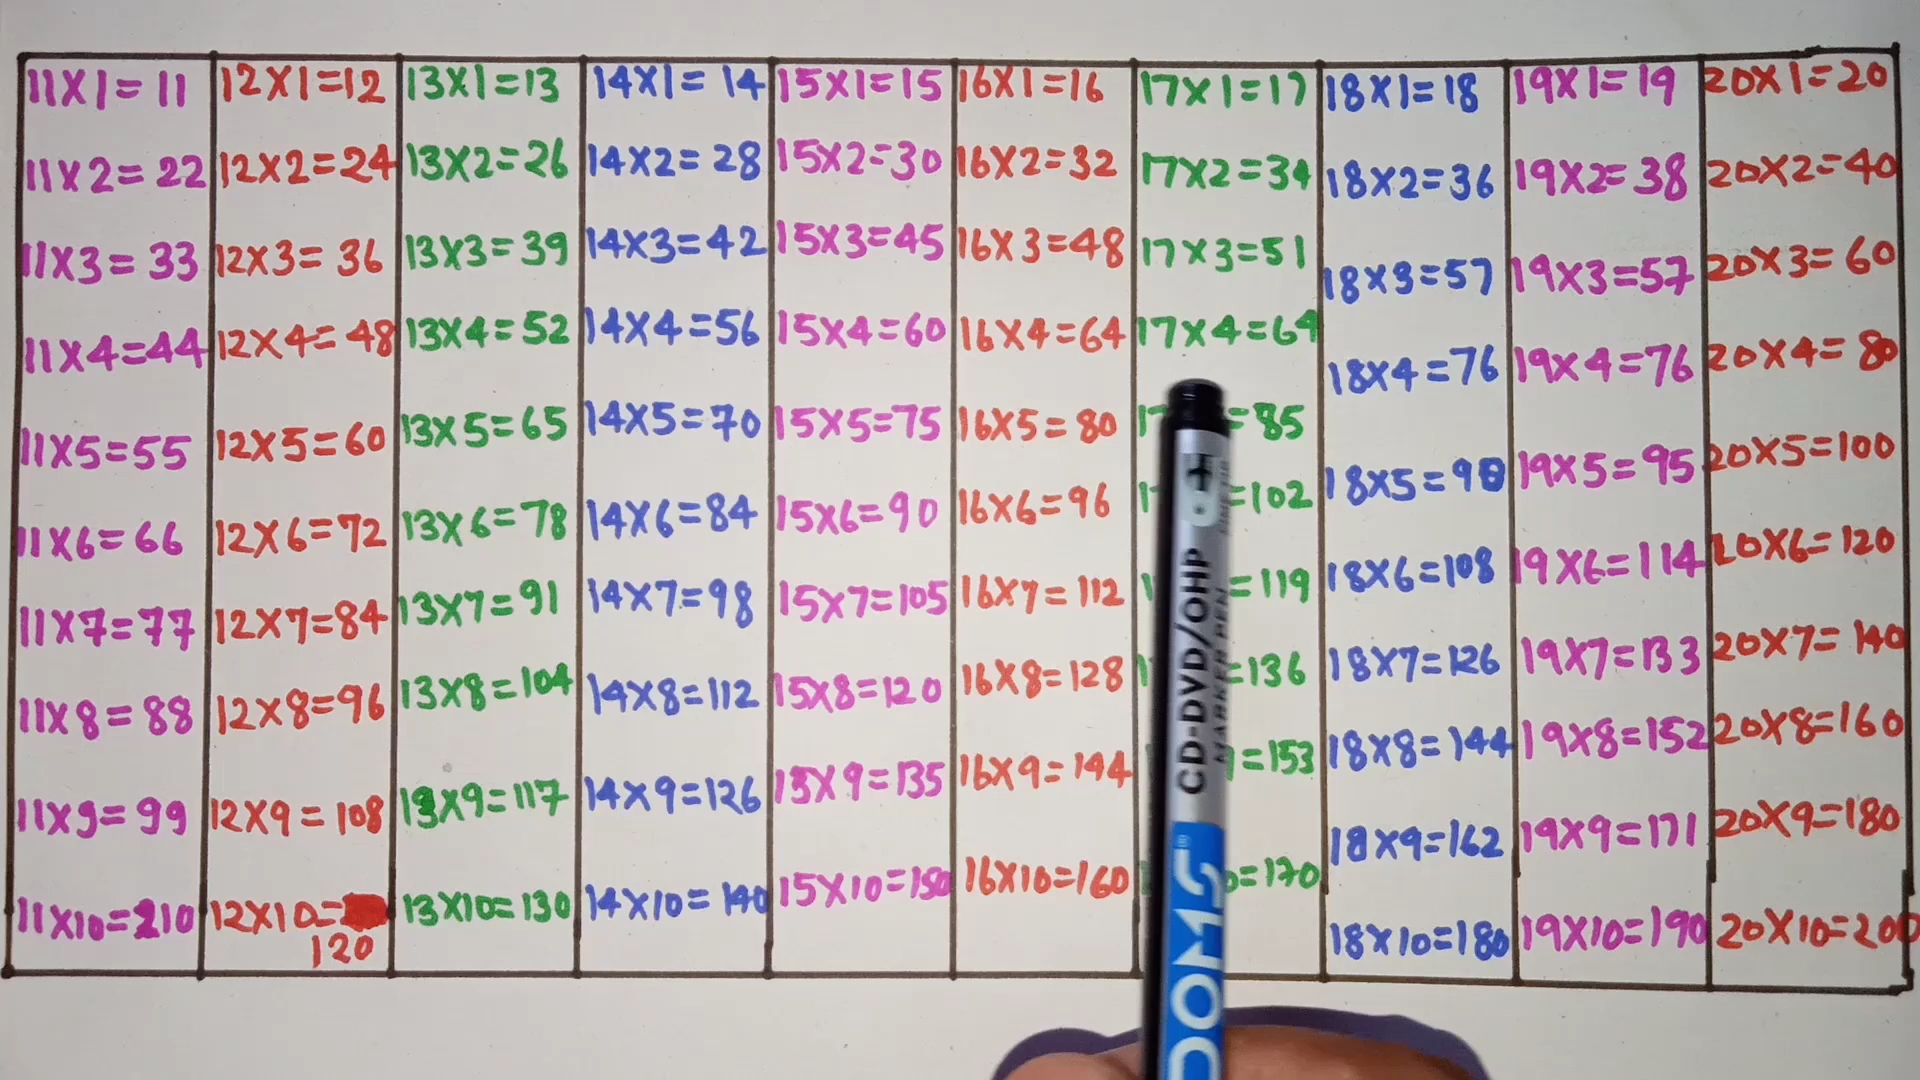 11X1=11
11X2=22
11X3=33
11X4=44
11X5=55
11X6=66
11X7=77
11X8=88
11X9=99
11X10=210
12X1=12
12X2=24
12X3=36
12X4=48
12X5=60
12X6=72
12X7=84
12X8=96
12X9=108
12X10=
120
13X1=13
13X2=26
13X3=39
13X4=52
13X5=65
13X6=78
13X7=91
13X8=104
13X9=117
13X10=130
14X1=14
14X2=28
14X3=42
14X4=56
14X5=70
14X6=84
14X7=98
14X8=112
14X9=126
14X10=140
15X1=15
15X2=30
15X3=45
15X4=60
15X5=75
15X6=90
15X7=105
15X8=120
15X9=135
15X10=150
16X1=16
16X2=32
16X3=48
16X4=64
16X5=80
16X6=96
16X7=112
16X8=128
16X9=144
16X10=160
17X1=17
17X2=34
17X3=51
17X4=64
=85
=102
=119
=136
=153
=170
18X1=18
18X2=36
18X3=57
18X4=76
18X5=90
18X6=108
18X7=126
18X8=144
18X9=162
18X10=180
19X1=19
19X2=38
19X3=57
19X4=76
19X5=95
19X6=114
19X7=133
19X8=152
19X9=171
19X10=190
20X1=20
20X2=40
20X3=60
20X4=80
20X5=100
20X6=120
20X7=140
20X8=160
20X9=180
20X10=200
CD-DVD/OHP
MARKER PEN
DOMS